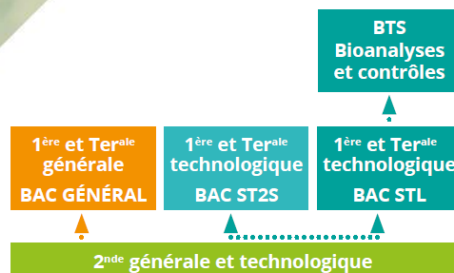 BTS
Bioanalyses
et contrôles
1ère et Terale
générale
BAC GÉNÉRAL
1ère et Terale
technologique
BAC ST2S
1ère et Terale
technologique
BAC STL
2nde générale et technologique